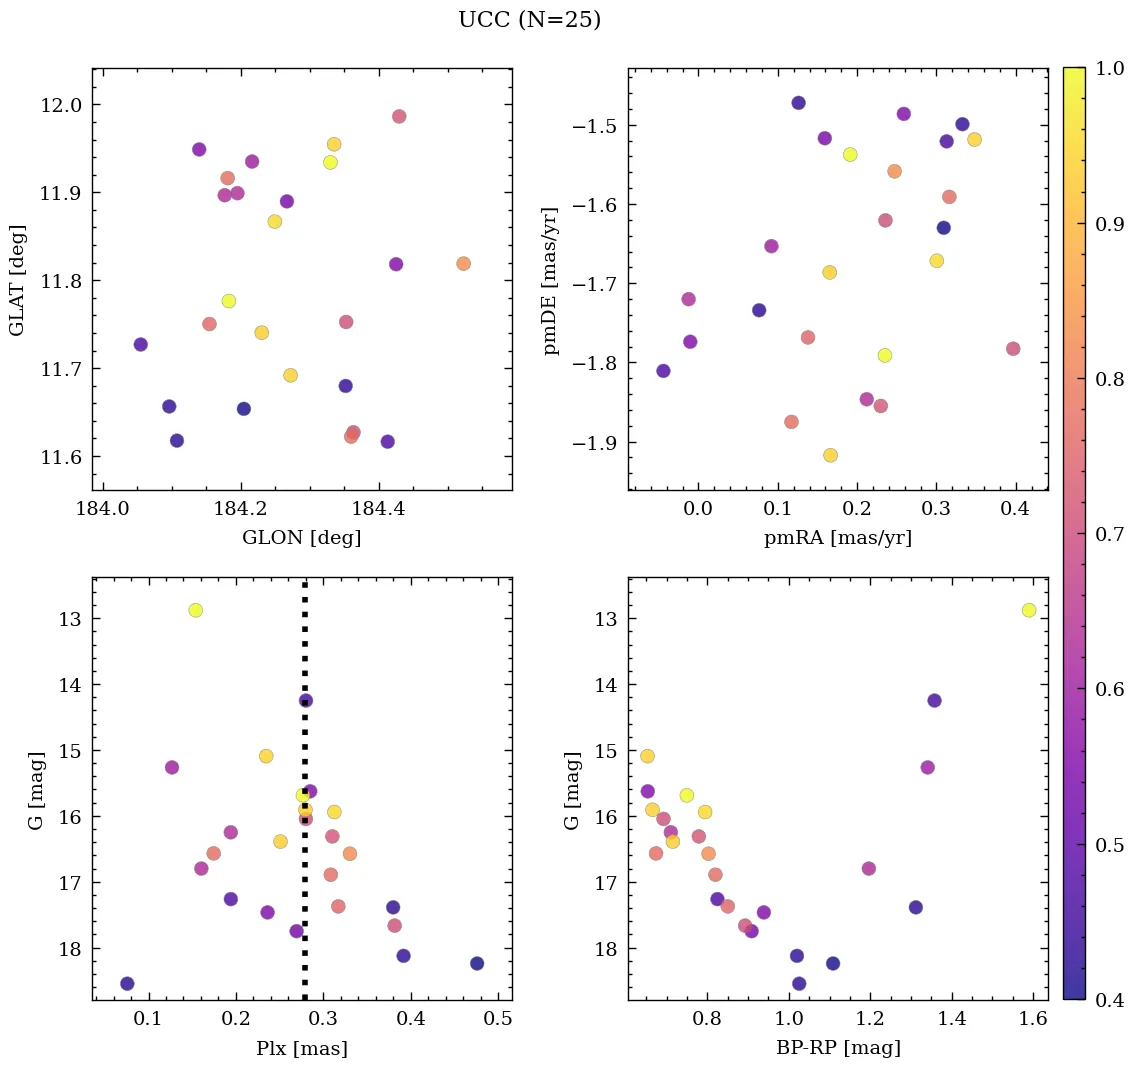 UCC (N=25)
12.0
11.9
11.8
11.7
11.6
GLAT [deg]
184.0 184.2 184.4
GLON [deg]
−1.5
−1.6
−1.7
−1.8
−1.9
pmDE [mas/yr]
0.0 0.1 0.2 0.3 0.4
pmRA [mas/yr]
1.0
0.9
0.8
0.7
0.6
0.5
0.4
13
14
15
16
17
18
G [mag]
0.1 0.2 0.3 0.4 0.5
Plx [mas]
13
14
15
16
17
18
G [mag]
0.8 1.0 1.2 1.4 1.6
BP-RP [mag]